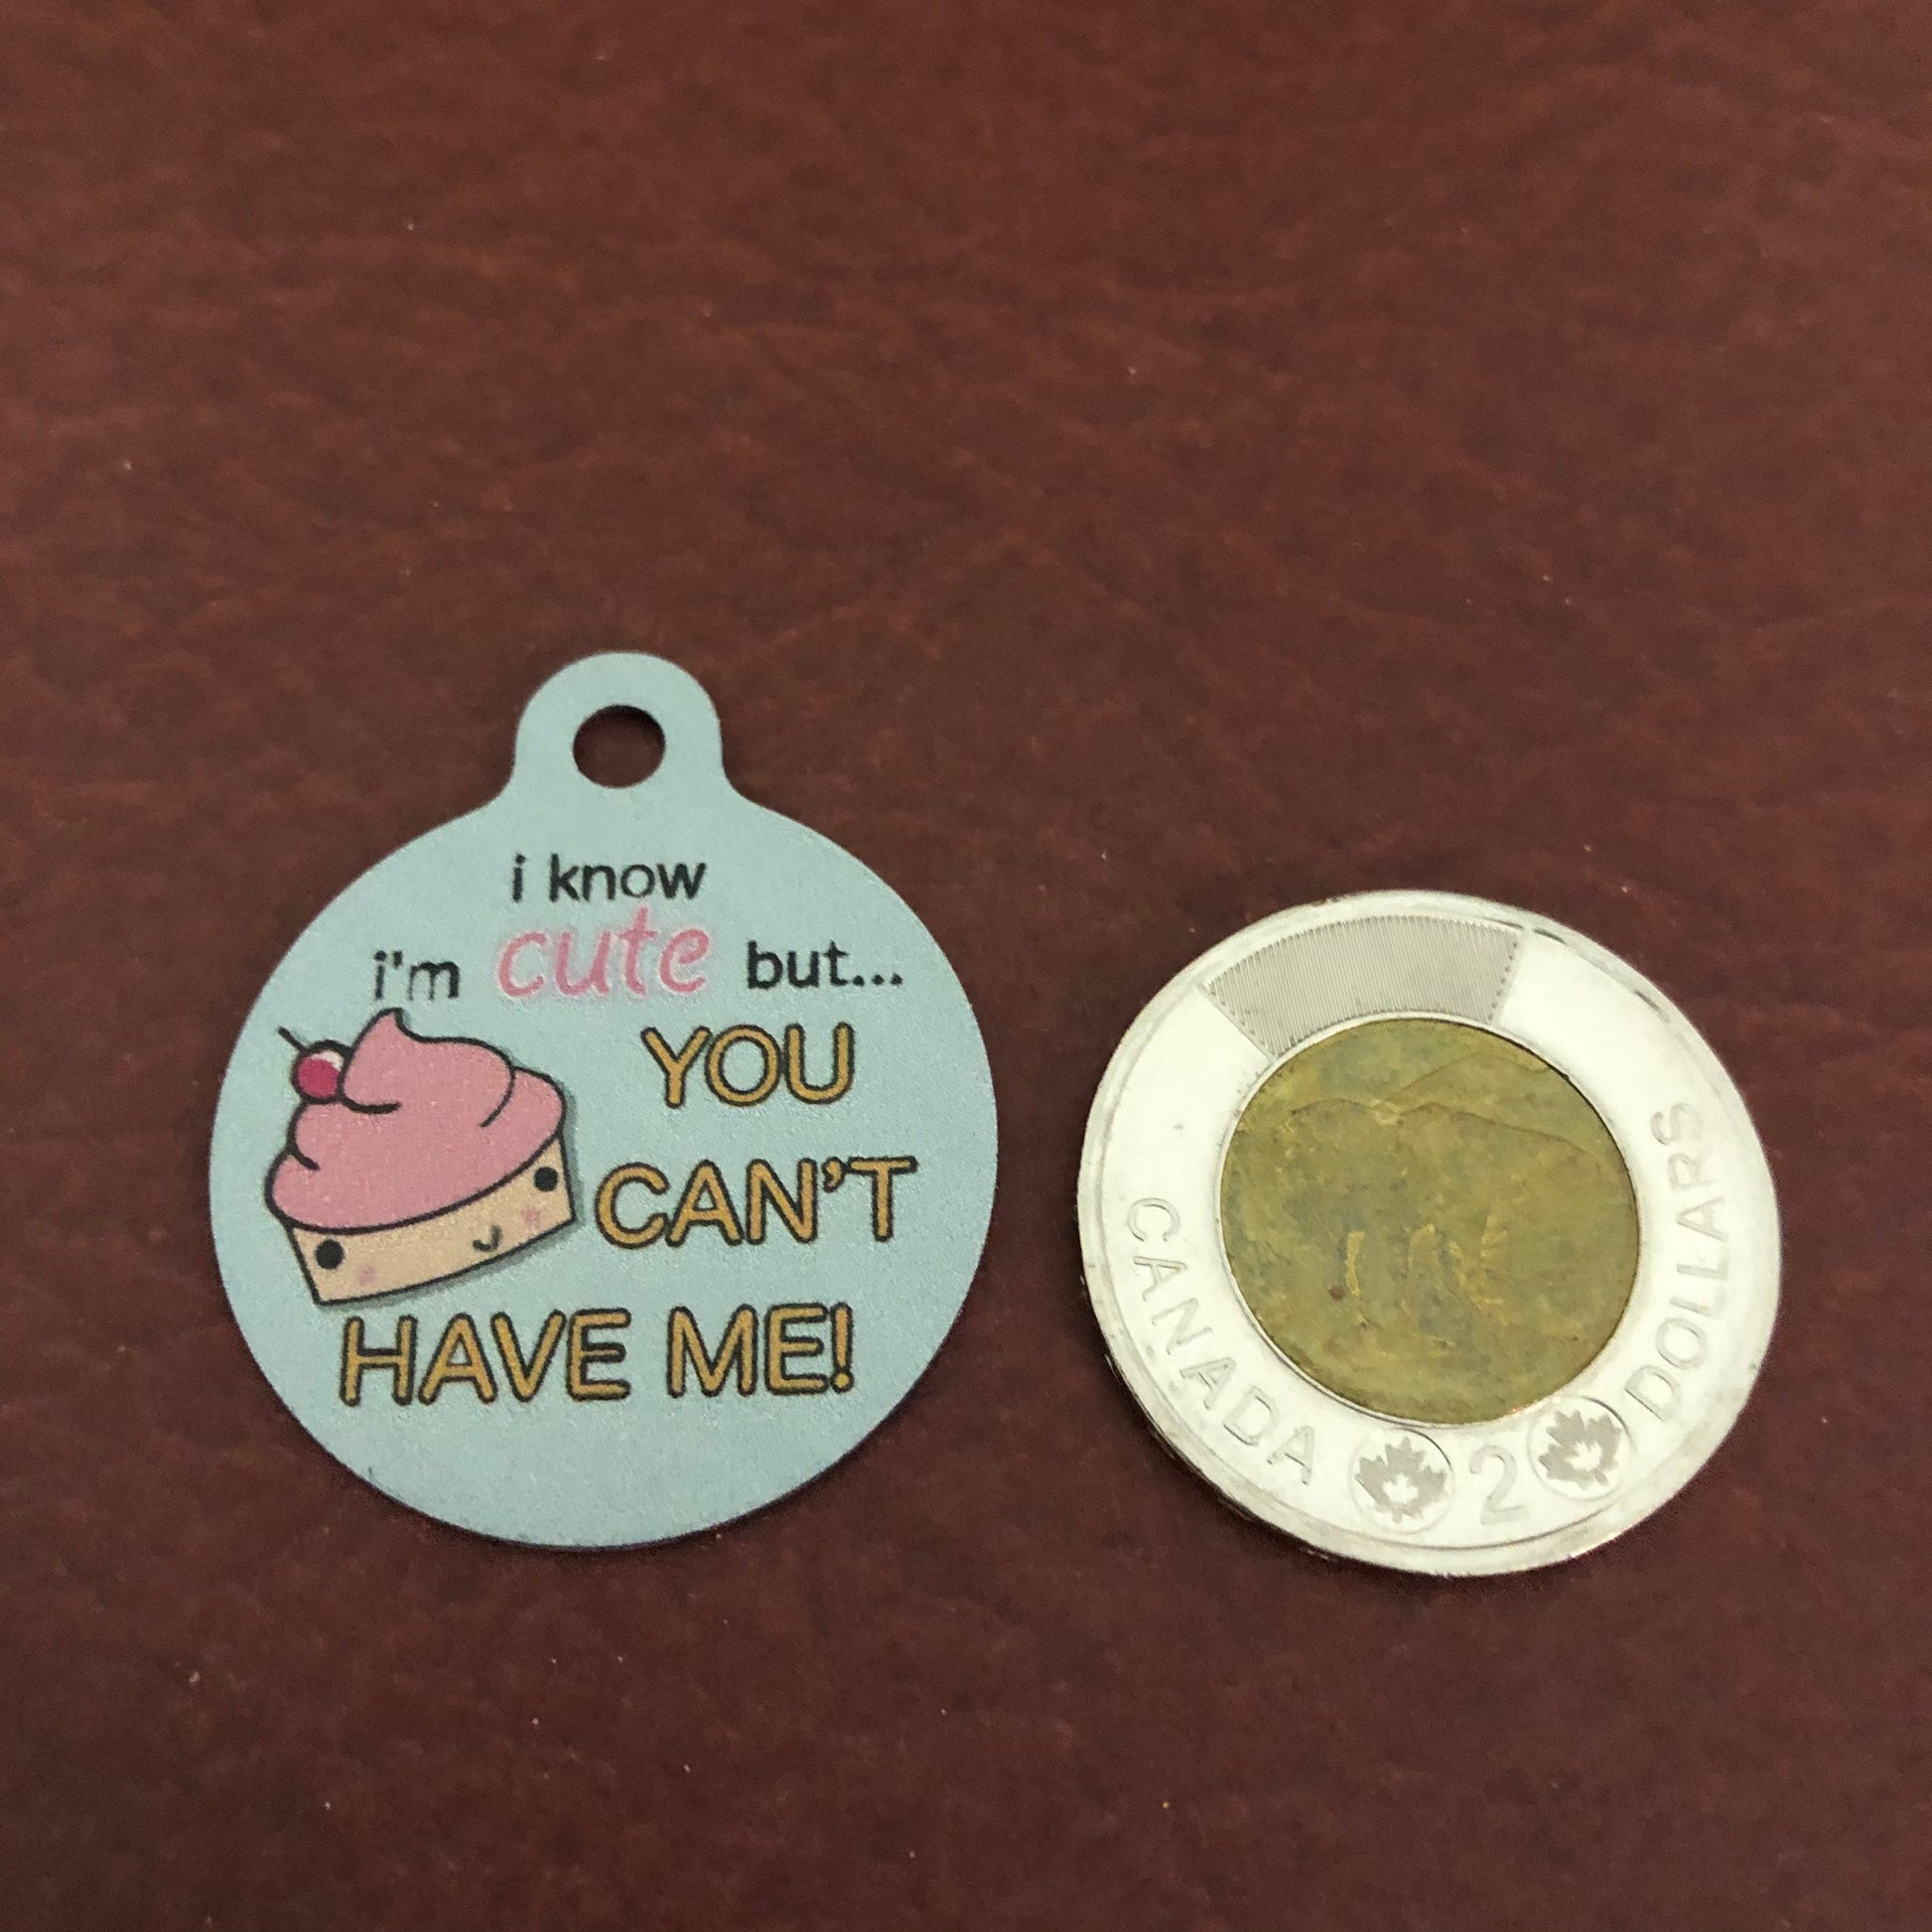 i know
i'm cute but...
YOU
CAN'T
HAVE ME!
CANADA 2 DOLLARS